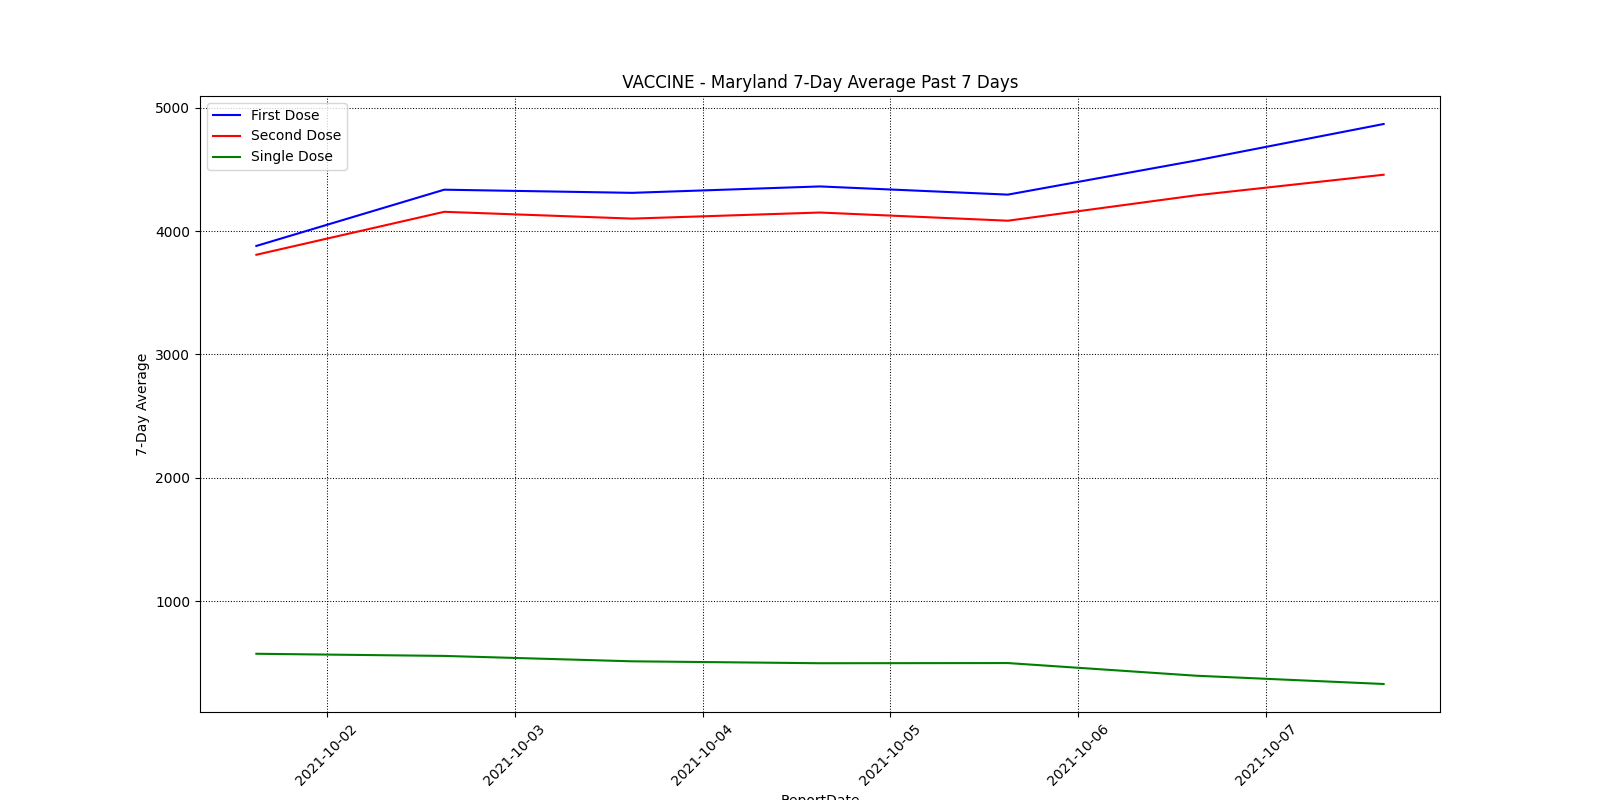 VACCINE - Maryland 7-Day Average Past 7 Days
First Dose
Second Dose
Single Dose
5000
4000
3000
2000
1000
7-Day Average
2021-10-02
2021-10-03
2021-10-04
2021-10-05
2021-10-06
2021-10-07
ReportDate